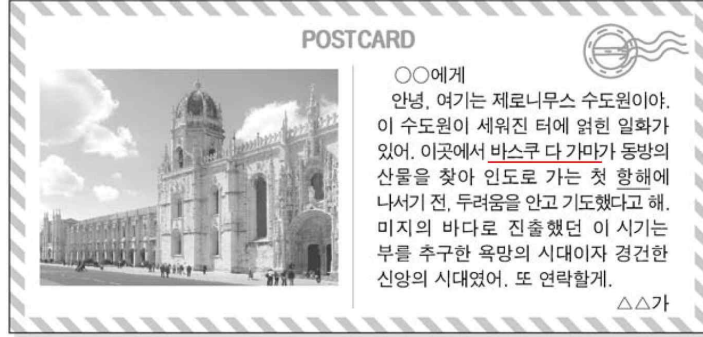 POSTCARD
○○에게
안녕, 여기는 제로니무스 수도원이야.
이 수도원이 세워진 터에 얽힌 일화가
있어. 이곳에서 바스쿠 다 가마가 동방의
산물을 찾아 인도로 가는 첫 항해에
나서기 전, 두려움을 안고 기도했다고 해.
미지의 바다로 진출했던 이 시기는
부를 추구한 욕망의 시대이자 경건한
신앙의 시대였어. 또 연락할게.
△△가